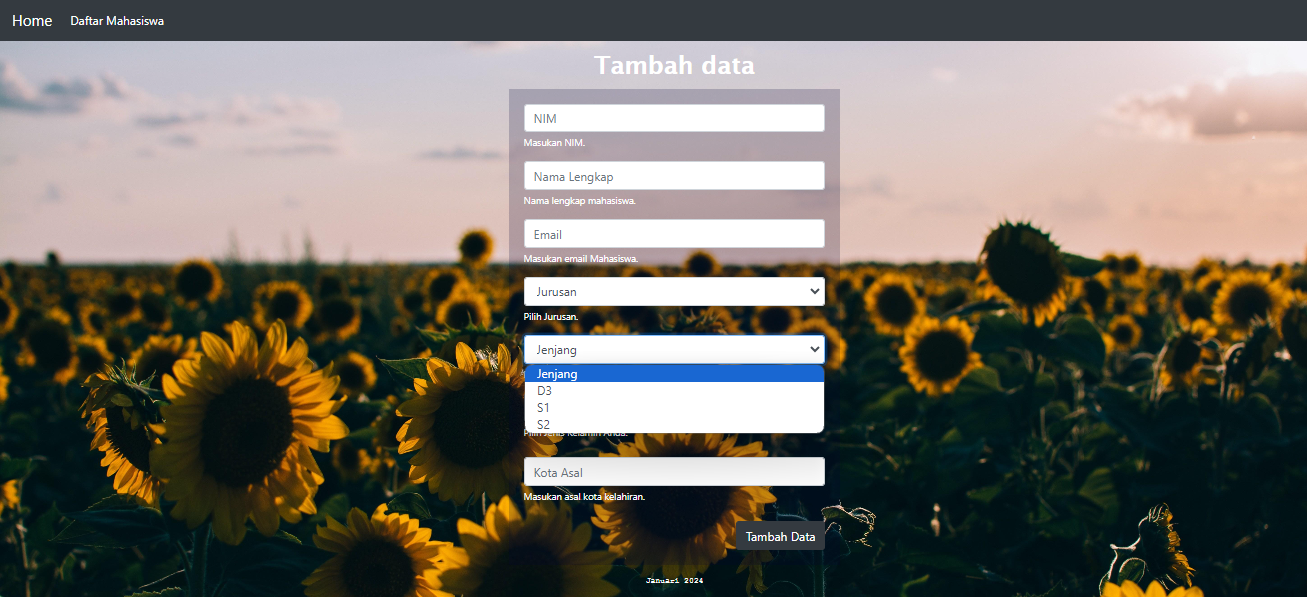 Home Daftar Mahasiswa
Tambah data
NIM
Masukan NIM.
Nama Lengkap
Nama lengkap mahasiswa.
Email
Masukan email Mahasiswa.
Jurusan
Pilih Jurusan.
Jenjang
Jenjang
D3
S1
S2
Pilih Jenis Kelamin Anda.
Kota Asal
Masukan asal kota kelahiran.
Tambah Data
Januari 2024